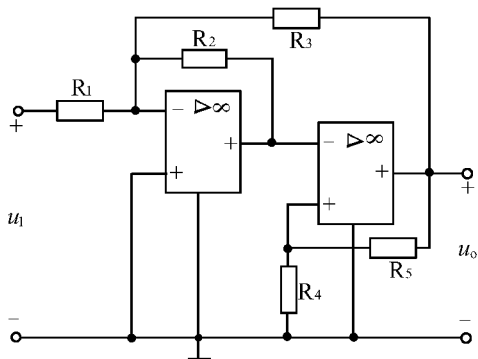 R3
R2
R1
− ▷ ∞
+
+
+
− ▷ ∞
+
+
+
u1
R5
uo
R4
−
−